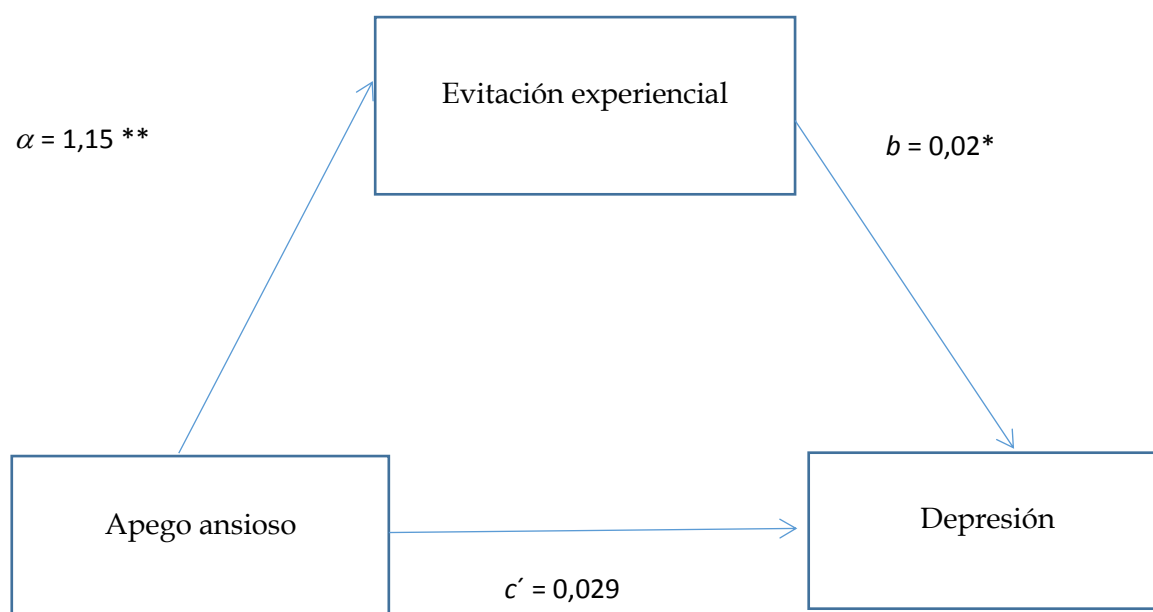 Evitación experiencial
α = 1,15 **
b = 0,02*
Apego ansioso
Depresión
c´ = 0,029